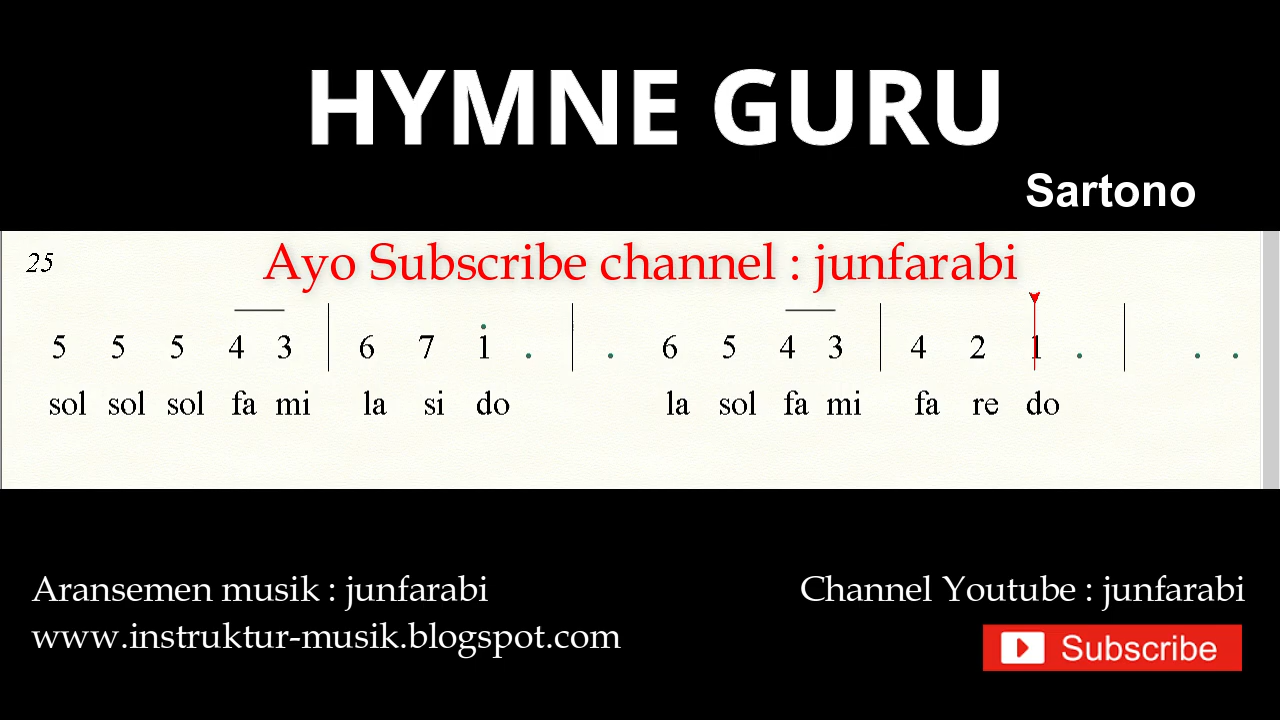 HYMNE GURU
Sartono
25
Ayo Subscribe channel : junfarabi
5 5 5 4 3 | 6 7 1̇ . | . 6 5 4 3 | 4 2 1 . | . .
sol sol sol fa mi la si do la sol fa mi fa re do
Aransemen musik : junfarabi
www.instruktur-musik.blogspot.com
Channel Youtube : junfarabi
Subscribe